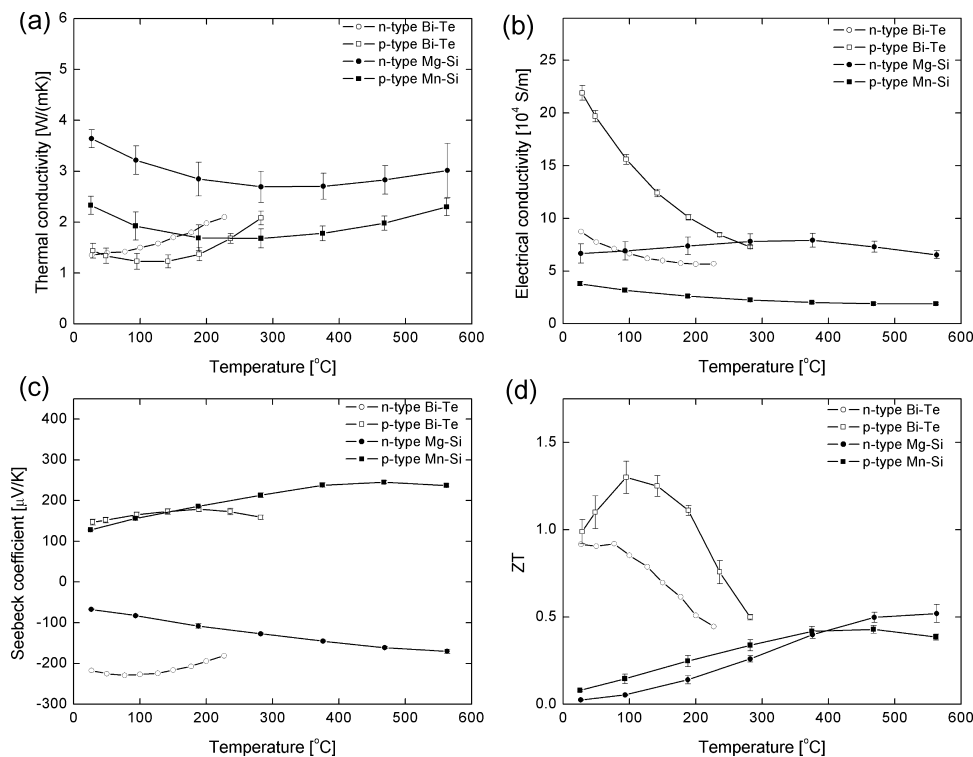 (a)
6
5
4
3
2
1
0
Thermal conductivity [W/(mK)]
n-type Bi-Te
p-type Bi-Te
n-type Mg-Si
p-type Mn-Si
0 100 200 300 400 500 600
Temperature [°C]
(b)
25
20
15
10
5
0
Electrical conductivity [10⁴ S/m]
n-type Bi-Te
p-type Bi-Te
n-type Mg-Si
p-type Mn-Si
0 100 200 300 400 500 600
Temperature [°C]
(c)
400
300
200
100
0
-100
-200
-300
Seebeck coefficient [μV/K]
n-type Bi-Te
p-type Bi-Te
n-type Mg-Si
p-type Mn-Si
0 100 200 300 400 500 600
Temperature [°C]
(d)
1.5
1.0
0.5
0.0
ZT
n-type Bi-Te
p-type Bi-Te
n-type Mg-Si
p-type Mn-Si
0 100 200 300 400 500 600
Temperature [°C]